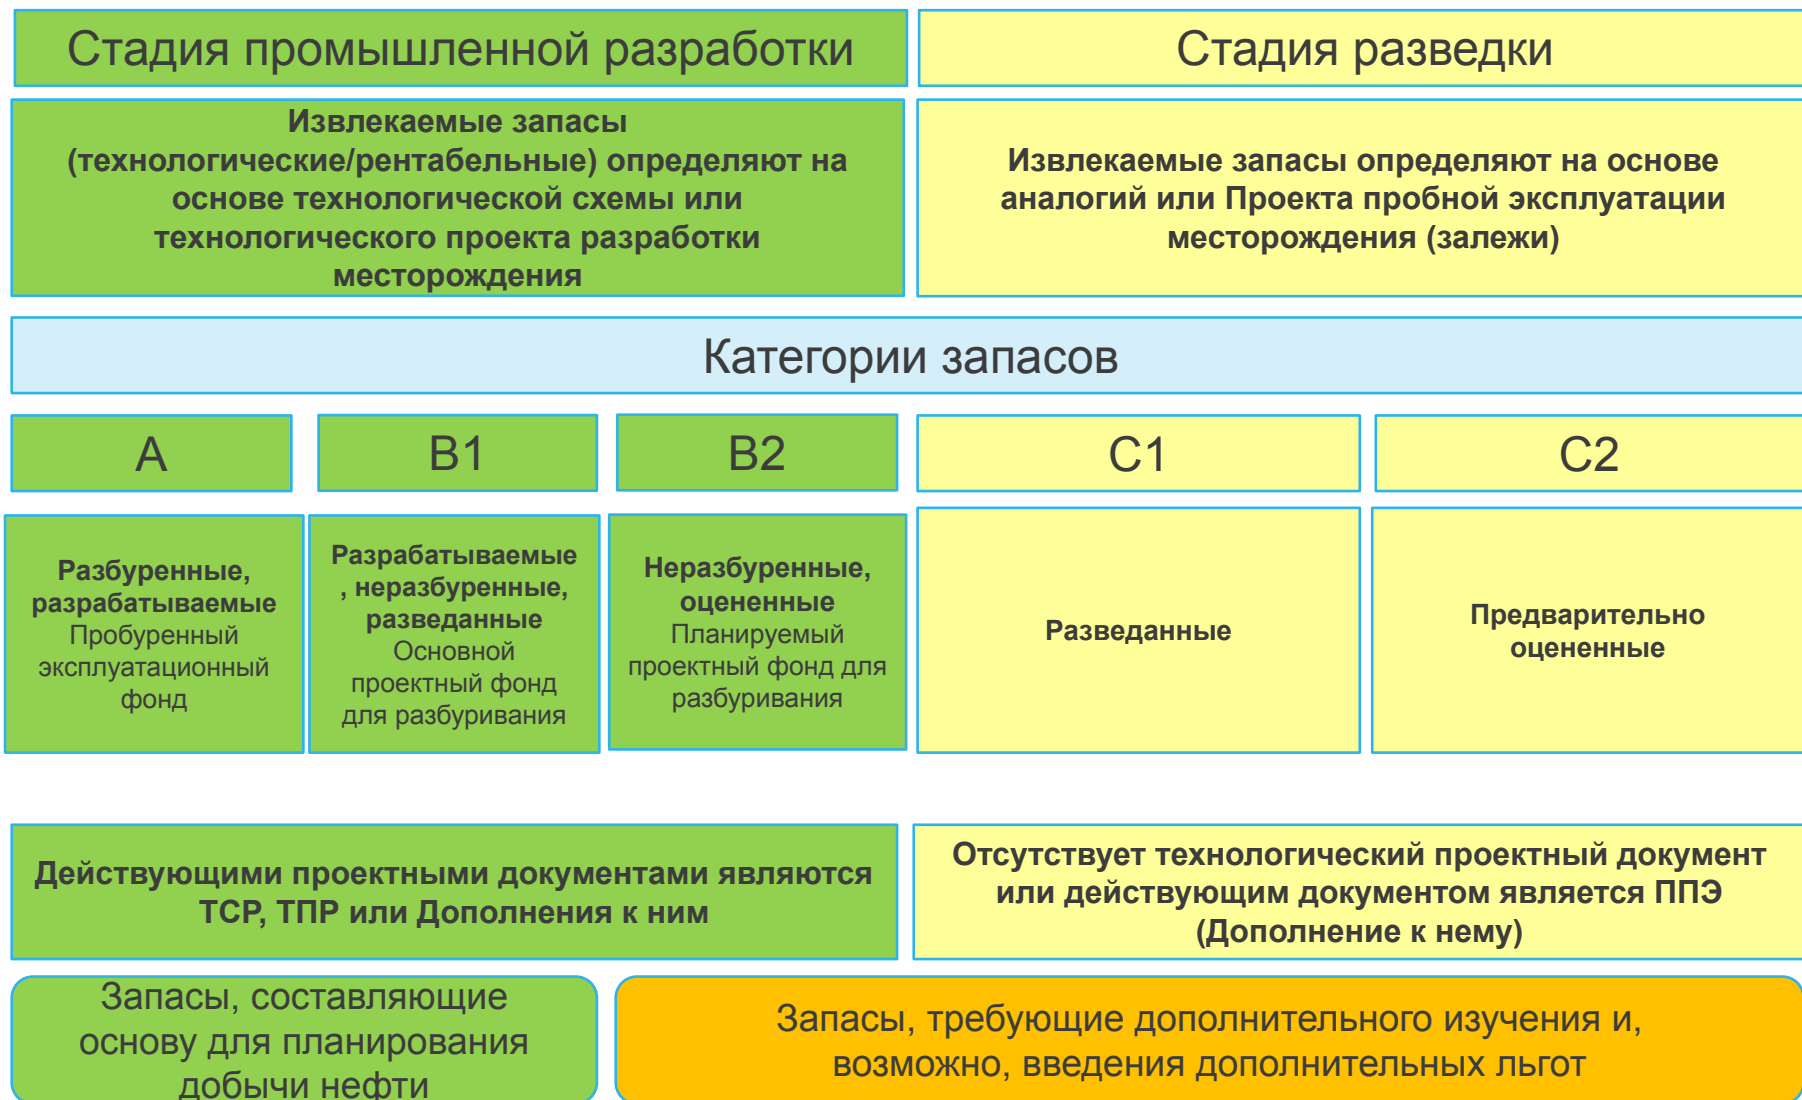 Стадия промышленной разработки
Стадия разведки
Извлекаемые запасы
(технологические/рентабельные) определяют на
основе технологической схемы или
технологического проекта разработки
месторождения
Извлекаемые запасы определяют на основе
аналогий или Проекта пробной эксплуатации
месторождения (залежи)
Категории запасов
А
В1
В2
С1
С2
Разбуренные,
разрабатываемые
Пробуренный
эксплуатационный
фонд
Разрабатываемые
, неразбуренные,
разведанные
Основной
проектный фонд
для разбуривания
Неразбуренные,
оцененные
Планируемый
проектный фонд для
разбуривания
Разведанные
Предварительно
оцененные
Действующими проектными документами являются
ТСР, ТПР или Дополнения к ним
Отсутствует технологический проектный документ
или действующим документом является ППЭ
(Дополнение к нему)
Запасы, составляющие
основу для планирования
добычи нефти
Запасы, требующие дополнительного изучения и,
возможно, введения дополнительных льгот